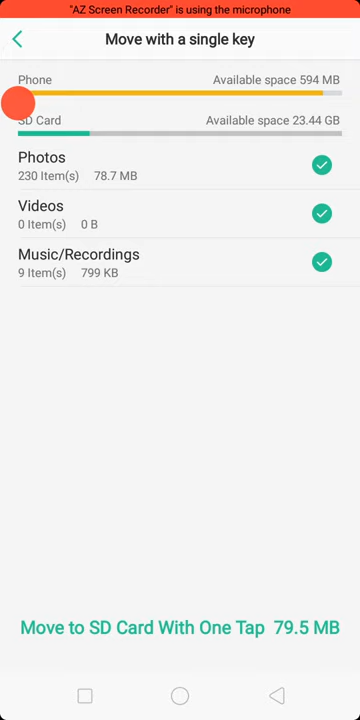 "AZ Screen Recorder" is using the microphone
Move with a single key
Phone Available space 594 MB
SD Card Available space 23.44 GB
Photos
230 Item(s) 78.7 MB
Videos
0 Item(s) 0 B
Music/Recordings
9 Item(s) 799 KB
Move to SD Card With One Tap 79.5 MB